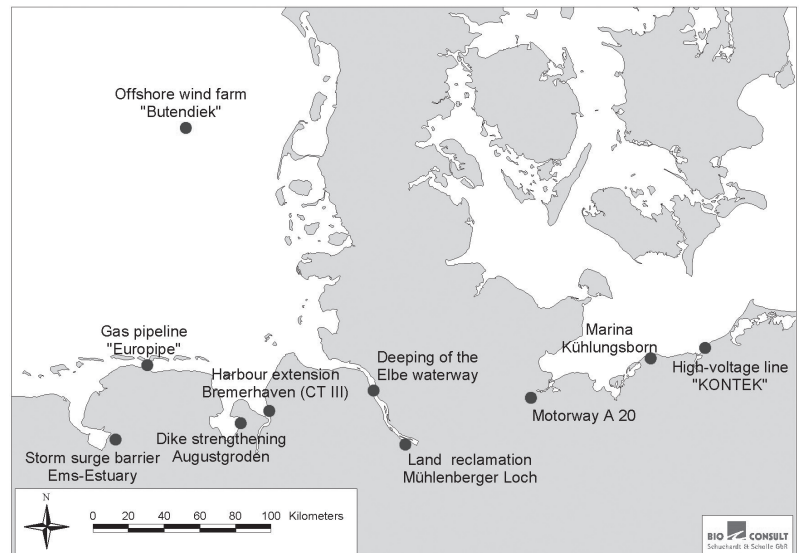 Offshore wind farm
"Butendiek"
Gas pipeline
"Europipe"
Harbour extension
Bremerhaven (CT III)
Deeping of the
Elbe waterway
Marina
Kühlungsborn
High-voltage line
"KONTEK"
Motorway A 20
Dike strengthening
Augustgroden
Storm surge barrier
Ems-Estuary
Land reclamation
Mühlenberger Loch
N
0 20 40 60 80 100 Kilometers
BIO CONSULT
Schuchardt & Scholle GbR